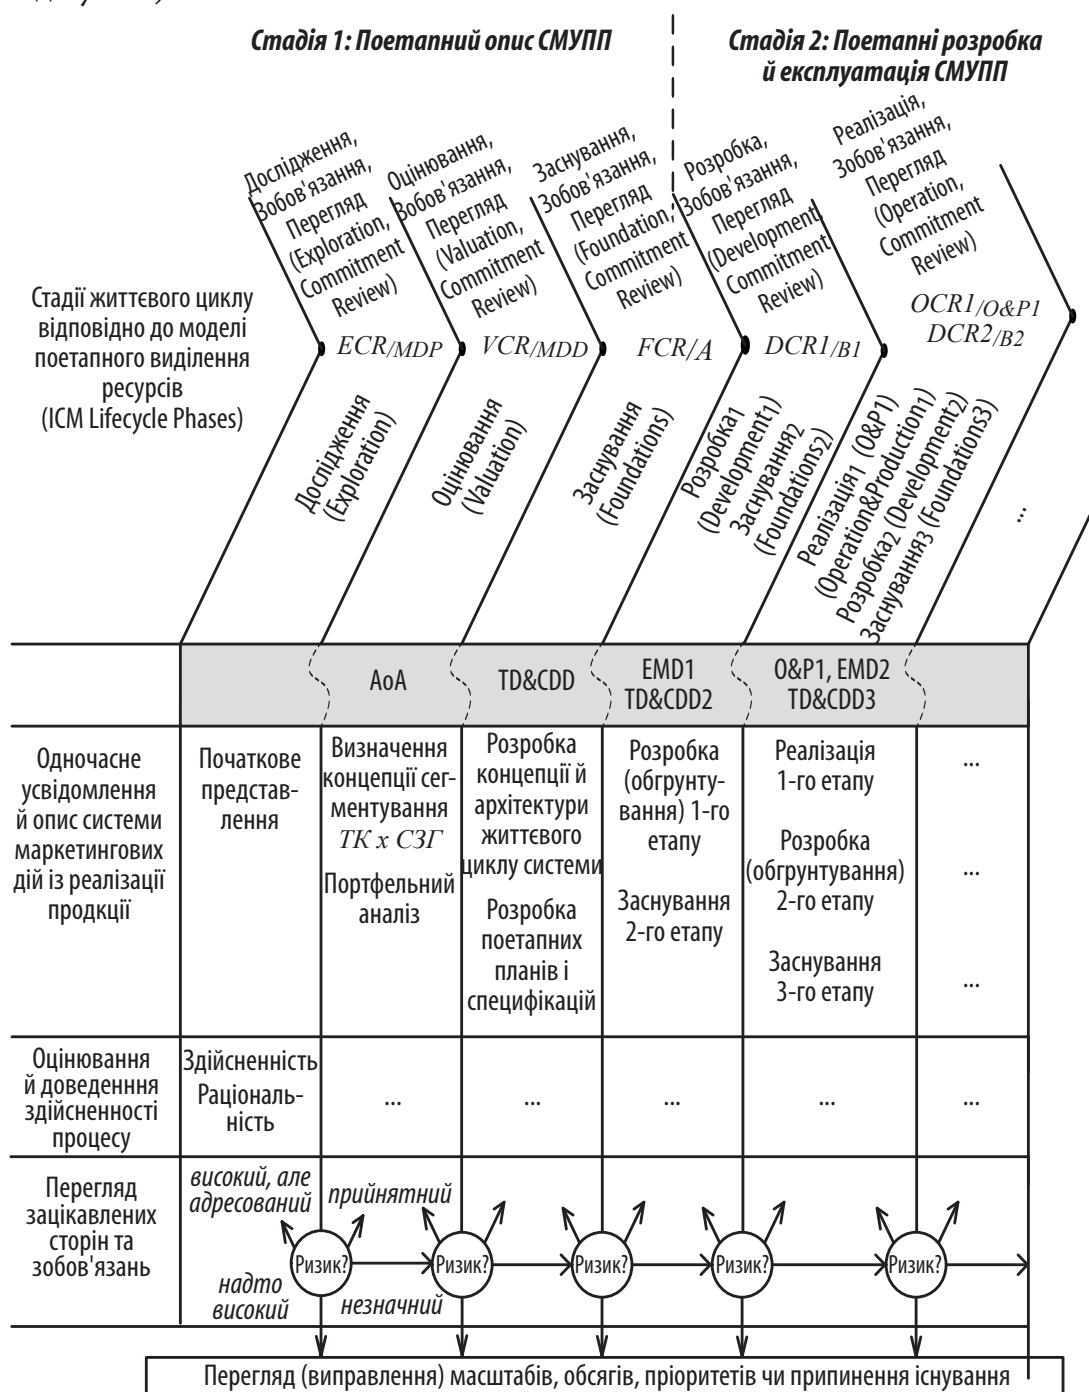 Стадія 1: Поетапний опис СМУПП
Стадія 2: Поетапні розробка
й експлуатація СМУПП
Дослідження,
Зобов'язання,
Перегляд
(Exploration,
Commitment
Review)
Оцінювання,
Зобов'язання,
Перегляд
(Valuation,
Commitment
Review)
Заснування,
Зобов'язання,
Перегляд
(Foundation,
Commitment
Review)
Розробка,
Зобов'язання,
Перегляд
(Development,
Commitment
Review)
Реалізація,
Зобов'язання,
Перегляд
(Operation,
Commitment
Review)
Стадії життєвого циклу
відповідно до моделі
поетапного виділення
ресурсів
(ICM Lifecycle Phases)
ECR/MDP
VCR/MDD
FCR/A
DCR1/B1
OCR1/O&P1
DCR2/B2
Дослідження
(Exploration)
Оцінювання
(Valuation)
Заснування
(Foundations)
Розробка1
(Development1)
Заснування2
(Foundations2)
Реалізація1 (O&P1)
(Operation&Production1)
Розробка2 (Development2)
Заснування3 (Foundations3)
...
AoA
TD&CDD
EMD1
TD&CDD2
O&P1, EMD2
TD&CDD3
Одночасне
усвідомлення
й опис системи
маркетингових
дій із реалізації
продкції
Початкове
представ-
лення
Визначення
концепції сег-
ментування
ТК х СЗГ
Портфельний
аналіз
Розробка
концепції й
архітектури
життєвого
циклу системи
Розробка
поетапних
планів і
специфікацій
Розробка
(обгрунту-
вання) 1-го
етапу
Заснування
2-го етапу
Реалізація
1-го етапу
Розробка
(обгрунтування)
2-го етапу
Заснування
3-го етапу
...
...
...
Оцінювання
й доведенння
здійсненності
процесу
Здійсненність
Раціональ-
ність
...
...
...
...
...
Перегляд
зацікавлених
сторін та
зобов'язань
високий, але
адресований
прийнятний
надто
високий
незначний
Ризик?
Ризик?
Ризик?
Ризик?
Ризик?
Перегляд (виправлення) масштабів, обсягів, пріоритетів чи припинення існування